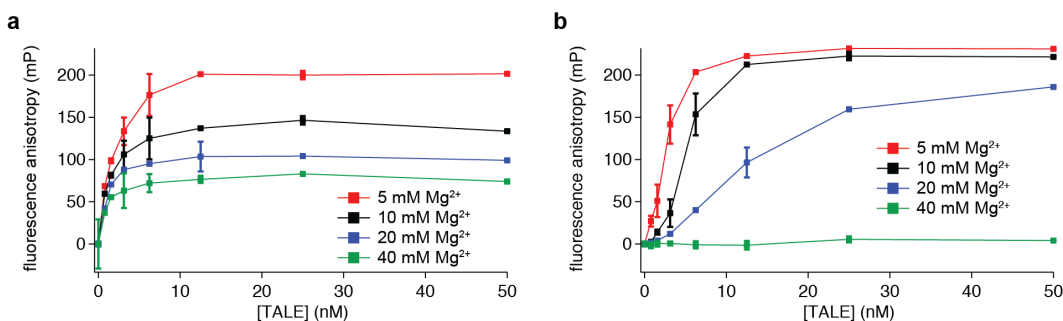 a
fluorescence anisotropy (mP)
200
150
100
50
0
5 mM Mg²⁺
10 mM Mg²⁺
20 mM Mg²⁺
40 mM Mg²⁺
0 10 20 30 40 50
[TALE] (nM)
b
fluorescence anisotropy (mP)
200
150
100
50
0
5 mM Mg²⁺
10 mM Mg²⁺
20 mM Mg²⁺
40 mM Mg²⁺
0 10 20 30 40 50
[TALE] (nM)